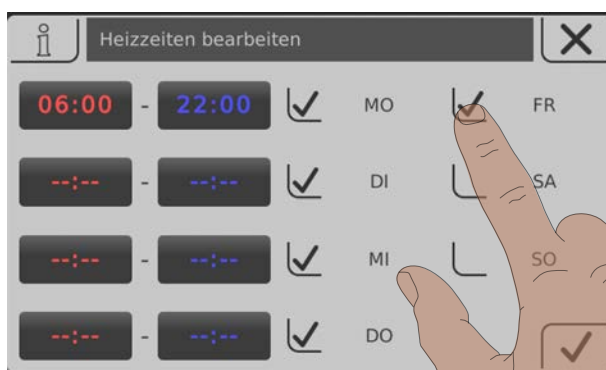 i Heizzeiten bearbeiten
06:00 - 22:00 MO FR
--:-- - --:-- DI SA
--:-- - --:-- MI SO
--:-- - --:-- DO